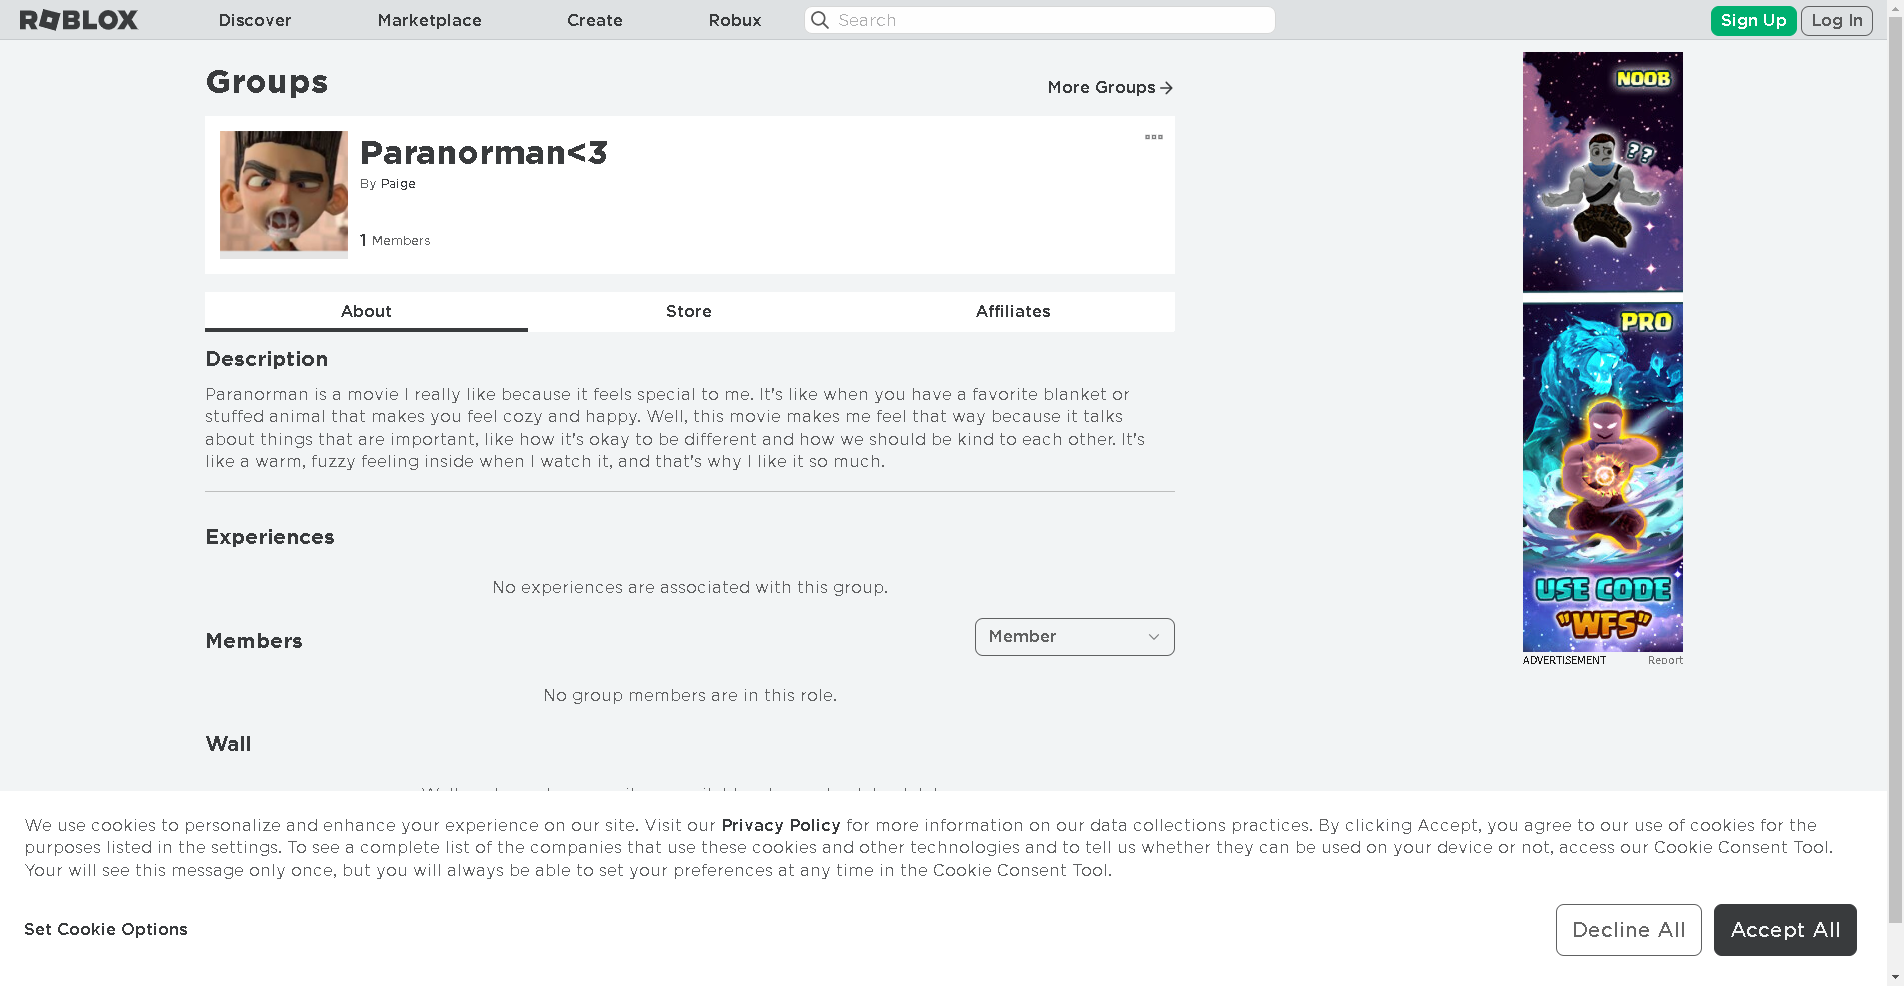 ROBLOX
Discover
Marketplace
Create
Robux
Search
Sign Up
Log In
Groups
More Groups
Paranorman<3
By Paige
1 Members
About
Store
Affiliates
Description
Paranorman is a movie I really like because it feels special to me. It's like when you have a favorite blanket or
stuffed animal that makes you feel cozy and happy. Well, this movie makes me feel that way because it talks
about things that are important, like how it's okay to be different and how we should be kind to each other. It's
like a warm, fuzzy feeling inside when I watch it, and that's why I like it so much.
Experiences
No experiences are associated with this group.
Members
Member
No group members are in this role.
Wall
NOOB
??
PRO
USE CODE
"WFS"
ADVERTISEMENT
Report
We use cookies to personalize and enhance your experience on our site. Visit our Privacy Policy for more information on our data collections practices. By clicking Accept, you agree to our use of cookies for the
purposes listed in the settings. To see a complete list of the companies that use these cookies and other technologies and to tell us whether they can be used on your device or not, access our Cookie Consent Tool.
Your will see this message only once, but you will always be able to set your preferences at any time in the Cookie Consent Tool.
Set Cookie Options
Decline All
Accept All